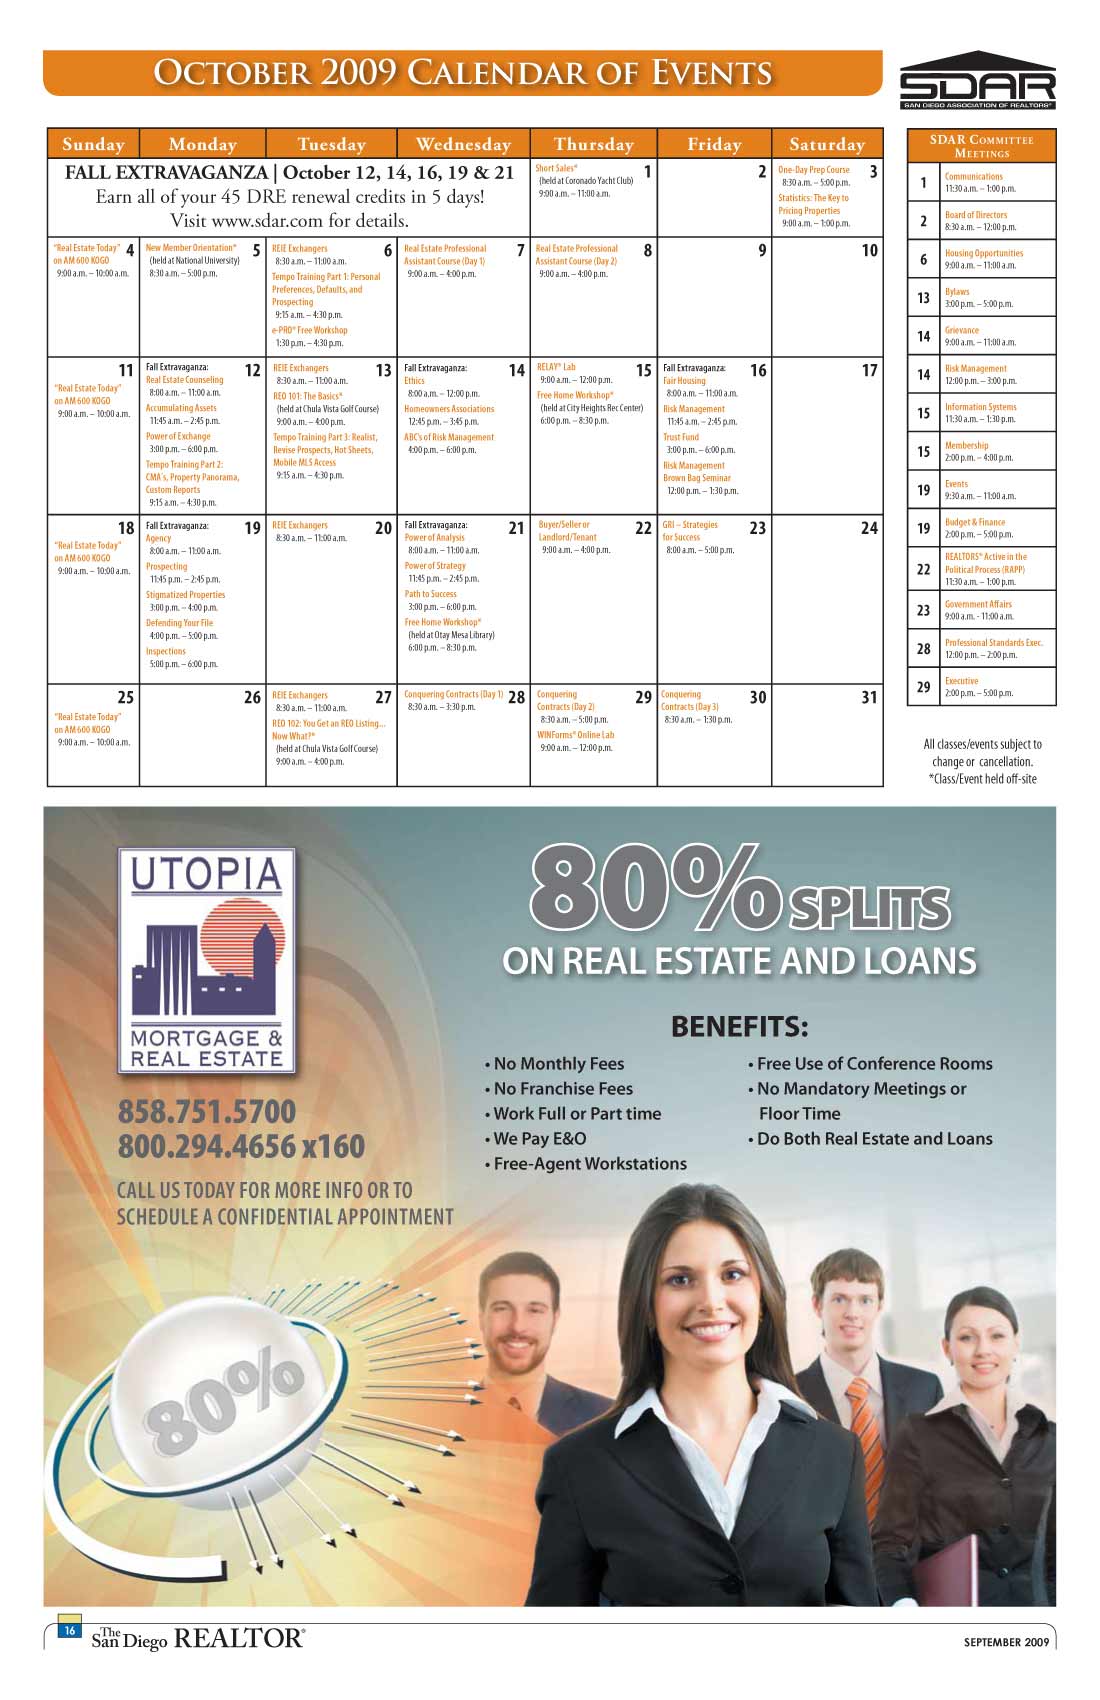 October 2009 Calendar of Events
SDAR
SAN DIEGO ASSOCIATION OF REALTORS®
Sunday Monday Tuesday Wednesday Thursday Friday Saturday
FALL EXTRAVAGANZA | October 12, 14, 16, 19 & 21
Earn all of your 45 DRE renewal credits in 5 days!
Visit www.sdar.com for details.
1
Short Sales*
(held at Coronado Yacht Club)
9:00 a.m. – 11:00 a.m.
2
3
One-Day Prep Course
8:30 a.m. – 5:00 p.m.
Statistics: The Key to
Pricing Properties
9:00 a.m. – 1:00 p.m.
4
"Real Estate Today"
on AM 600 KOGO
9:00 a.m. – 10:00 a.m.
5
New Member Orientation*
(held at National University)
8:30 a.m. – 5:00 p.m.
6
REIE Exchangers
8:30 a.m. – 11:00 a.m.
Tempo Training Part 1: Personal
Preferences, Defaults, and
Prospecting
9:15 a.m. – 4:30 p.m.
e-PRO® Free Workshop
1:30 p.m. – 4:30 p.m.
7
Real Estate Professional
Assistant Course (Day 1)
9:00 a.m. – 4:00 p.m.
8
Real Estate Professional
Assistant Course (Day 2)
9:00 a.m. – 4:00 p.m.
9
10
11
"Real Estate Today"
on AM 600 KOGO
9:00 a.m. – 10:00 a.m.
12
Fall Extravaganza:
Real Estate Counseling
8:00 a.m. – 11:00 a.m.
Accumulating Assets
11:45 a.m. – 2:45 p.m.
Power of Exchange
3:00 p.m. – 6:00 p.m.
Tempo Training Part 2:
CMA's, Property Panorama,
Custom Reports
9:15 a.m. – 4:30 p.m.
13
REIE Exchangers
8:30 a.m. – 11:00 a.m.
REO 101: The Basics*
(held at Chula Vista Golf Course)
9:00 a.m. – 4:00 p.m.
Tempo Training Part 3: Realist,
Revise Prospects, Hot Sheets,
Mobile MLS Access
9:15 a.m. – 4:30 p.m.
14
Fall Extravaganza:
Ethics
8:00 a.m. – 12:00 p.m.
Homeowners Associations
12:45 p.m. – 3:45 p.m.
ABC's of Risk Management
4:00 p.m. – 6:00 p.m.
15
RELAY® Lab
9:00 a.m. – 12:00 p.m.
Free Home Workshop*
(held at City Heights Rec Center)
6:00 p.m. – 8:30 p.m.
16
Fall Extravaganza:
Fair Housing
8:00 a.m. – 11:00 a.m.
Risk Management
11:45 a.m. – 2:45 p.m.
Trust Fund
3:00 p.m. – 6:00 p.m.
Risk Management
Brown Bag Seminar
12:00 p.m. – 1:30 p.m.
17
18
"Real Estate Today"
on AM 600 KOGO
9:00 a.m. – 10:00 a.m.
19
Fall Extravaganza:
Agency
8:00 a.m. – 11:00 a.m.
Prospecting
11:45 p.m. – 2:45 p.m.
Stigmatized Properties
3:00 p.m. – 4:00 p.m.
Defending Your File
4:00 p.m. – 5:00 p.m.
Inspections
5:00 p.m. – 6:00 p.m.
20
REIE Exchangers
8:30 a.m. – 11:00 a.m.
21
Fall Extravaganza:
Power of Analysis
8:00 a.m. – 11:00 a.m.
Power of Strategy
11:45 p.m. – 2:45 p.m.
Path to Success
3:00 p.m. – 6:00 p.m.
Free Home Workshop*
(held at Otay Mesa Library)
6:00 p.m. – 8:30 p.m.
22
Buyer/Seller or
Landlord/Tenant
9:00 a.m. – 4:00 p.m.
23
GRI – Strategies
for Success
8:00 a.m. – 5:00 p.m.
24
25
"Real Estate Today"
on AM 600 KOGO
9:00 a.m. – 10:00 a.m.
26
27
REIE Exchangers
8:30 a.m. – 11:00 a.m.
REO 102: You Get an REO Listing...
Now What?*
(held at Chula Vista Golf Course)
9:00 a.m. – 4:00 p.m.
28
Conquering Contracts (Day 1)
8:30 a.m. – 3:30 p.m.
29
Conquering
Contracts (Day 2)
8:30 a.m. – 5:00 p.m.
WINForms® Online Lab
9:00 a.m. – 12:00 p.m.
30
Conquering
Contracts (Day 3)
8:30 a.m. – 1:30 p.m.
31
SDAR Committee
Meetings
1 Communications
11:30 a.m. – 1:00 p.m.
2 Board of Directors
8:30 a.m. – 12:00 p.m.
6 Housing Opportunities
9:00 a.m. – 11:00 a.m.
13 Bylaws
3:00 p.m. – 5:00 p.m.
14 Grievance
9:00 a.m. – 11:00 a.m.
14 Risk Management
12:00 p.m. – 3:00 p.m.
15 Information Systems
11:30 a.m. – 1:30 p.m.
15 Membership
2:00 p.m. – 4:00 p.m.
19 Events
9:30 a.m. – 11:00 a.m.
19 Budget & Finance
2:00 p.m. – 5:00 p.m.
22 REALTORS® Active in the
Political Process (RAPP)
11:30 a.m. – 1:00 p.m.
23 Government Affairs
9:00 a.m. - 11:00 a.m.
28 Professional Standards Exec.
12:00 p.m. – 2:00 p.m.
29 Executive
2:00 p.m. – 5:00 p.m.
All classes/events subject to
change or cancellation.
*Class/Event held off-site
UTOPIA
MORTGAGE &
REAL ESTATE
858.751.5700
800.294.4656 x160
CALL US TODAY FOR MORE INFO OR TO
SCHEDULE A CONFIDENTIAL APPOINTMENT
80% SPLITS
ON REAL ESTATE AND LOANS
BENEFITS:
• No Monthly Fees
• No Franchise Fees
• Work Full or Part time
• We Pay E&O
• Free-Agent Workstations
• Free Use of Conference Rooms
• No Mandatory Meetings or
Floor Time
• Do Both Real Estate and Loans
80%
16
The San Diego REALTOR®
SEPTEMBER 2009